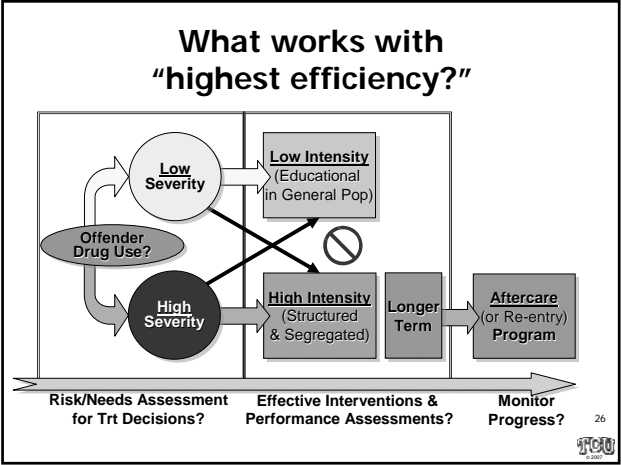 What works with
“highest efficiency?”
Low
Severity
Low Intensity
(Educational
in General Pop)
Offender
Drug Use?
High
Severity
High Intensity
(Structured
& Segregated)
Longer
Term
Aftercare
(or Re-entry)
Program
Risk/Needs Assessment
for Trt Decisions?
Effective Interventions &
Performance Assessments?
Monitor
Progress?
26
TCU
© 2007